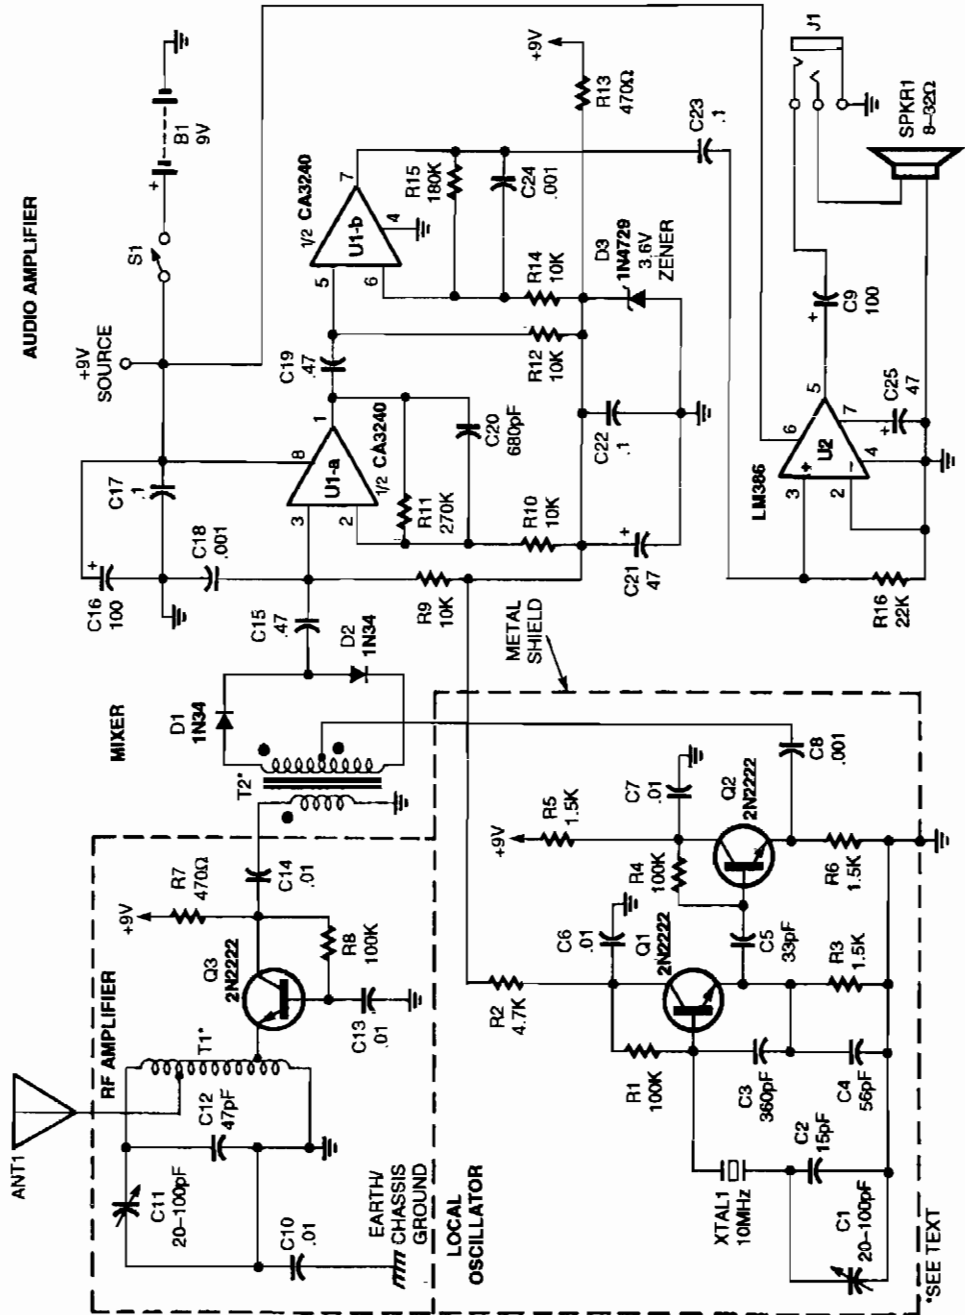 AUDIO AMPLIFIER
+9V
SOURCE
S1
+
B1
9V
C16
100
+
C17
.1
C18
.001
8
3
2
1
U1-a
1/2 CA3240
C19
.47
5
6
7
4
U1-b
1/2 CA3240
R11
270K
C20
680pF
R15
180K
C24
.001
R9
10K
R10
10K
R12
10K
R14
10K
C21
47
+
C22
.1
D3
1N4729
3.6V
ZENER
R13
470Ω
+9V
C23
.1
LM386
U2
+
-
3
2
6
5
7
4
R16
22K
C25
47
+
C9
100
+
J1
SPKR1
8–32Ω
MIXER
D1
1N34
D2
1N34
C15
.47
T2*
METAL
SHIELD
ANT1
RF AMPLIFIER
T1*
C11
20–100pF
C12
47pF
C10
.01
EARTH/
CHASSIS
GROUND
Q3
2N2222
+9V
R7
470Ω
R8
100K
C13
.01
C14
.01
LOCAL
OSCILLATOR
R2
4.7K
C6
.01
Q1
2N2222
R1
100K
+9V
R5
1.5K
R4
100K
C7
.01
Q2
2N2222
C8
.001
C5
33pF
R3
1.5K
R6
1.5K
C3
360pF
C4
56pF
XTAL1
10MHz
C2
15pF
C1
20–100pF
*SEE TEXT